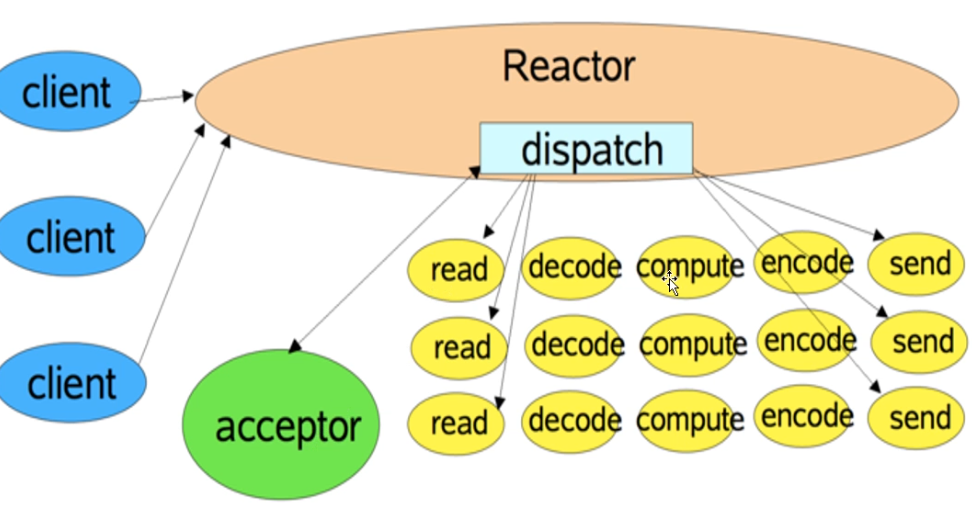 Reactor
client
dispatch
client
client
acceptor
read decode compute encode send
read decode compute encode send
read decode compute encode send